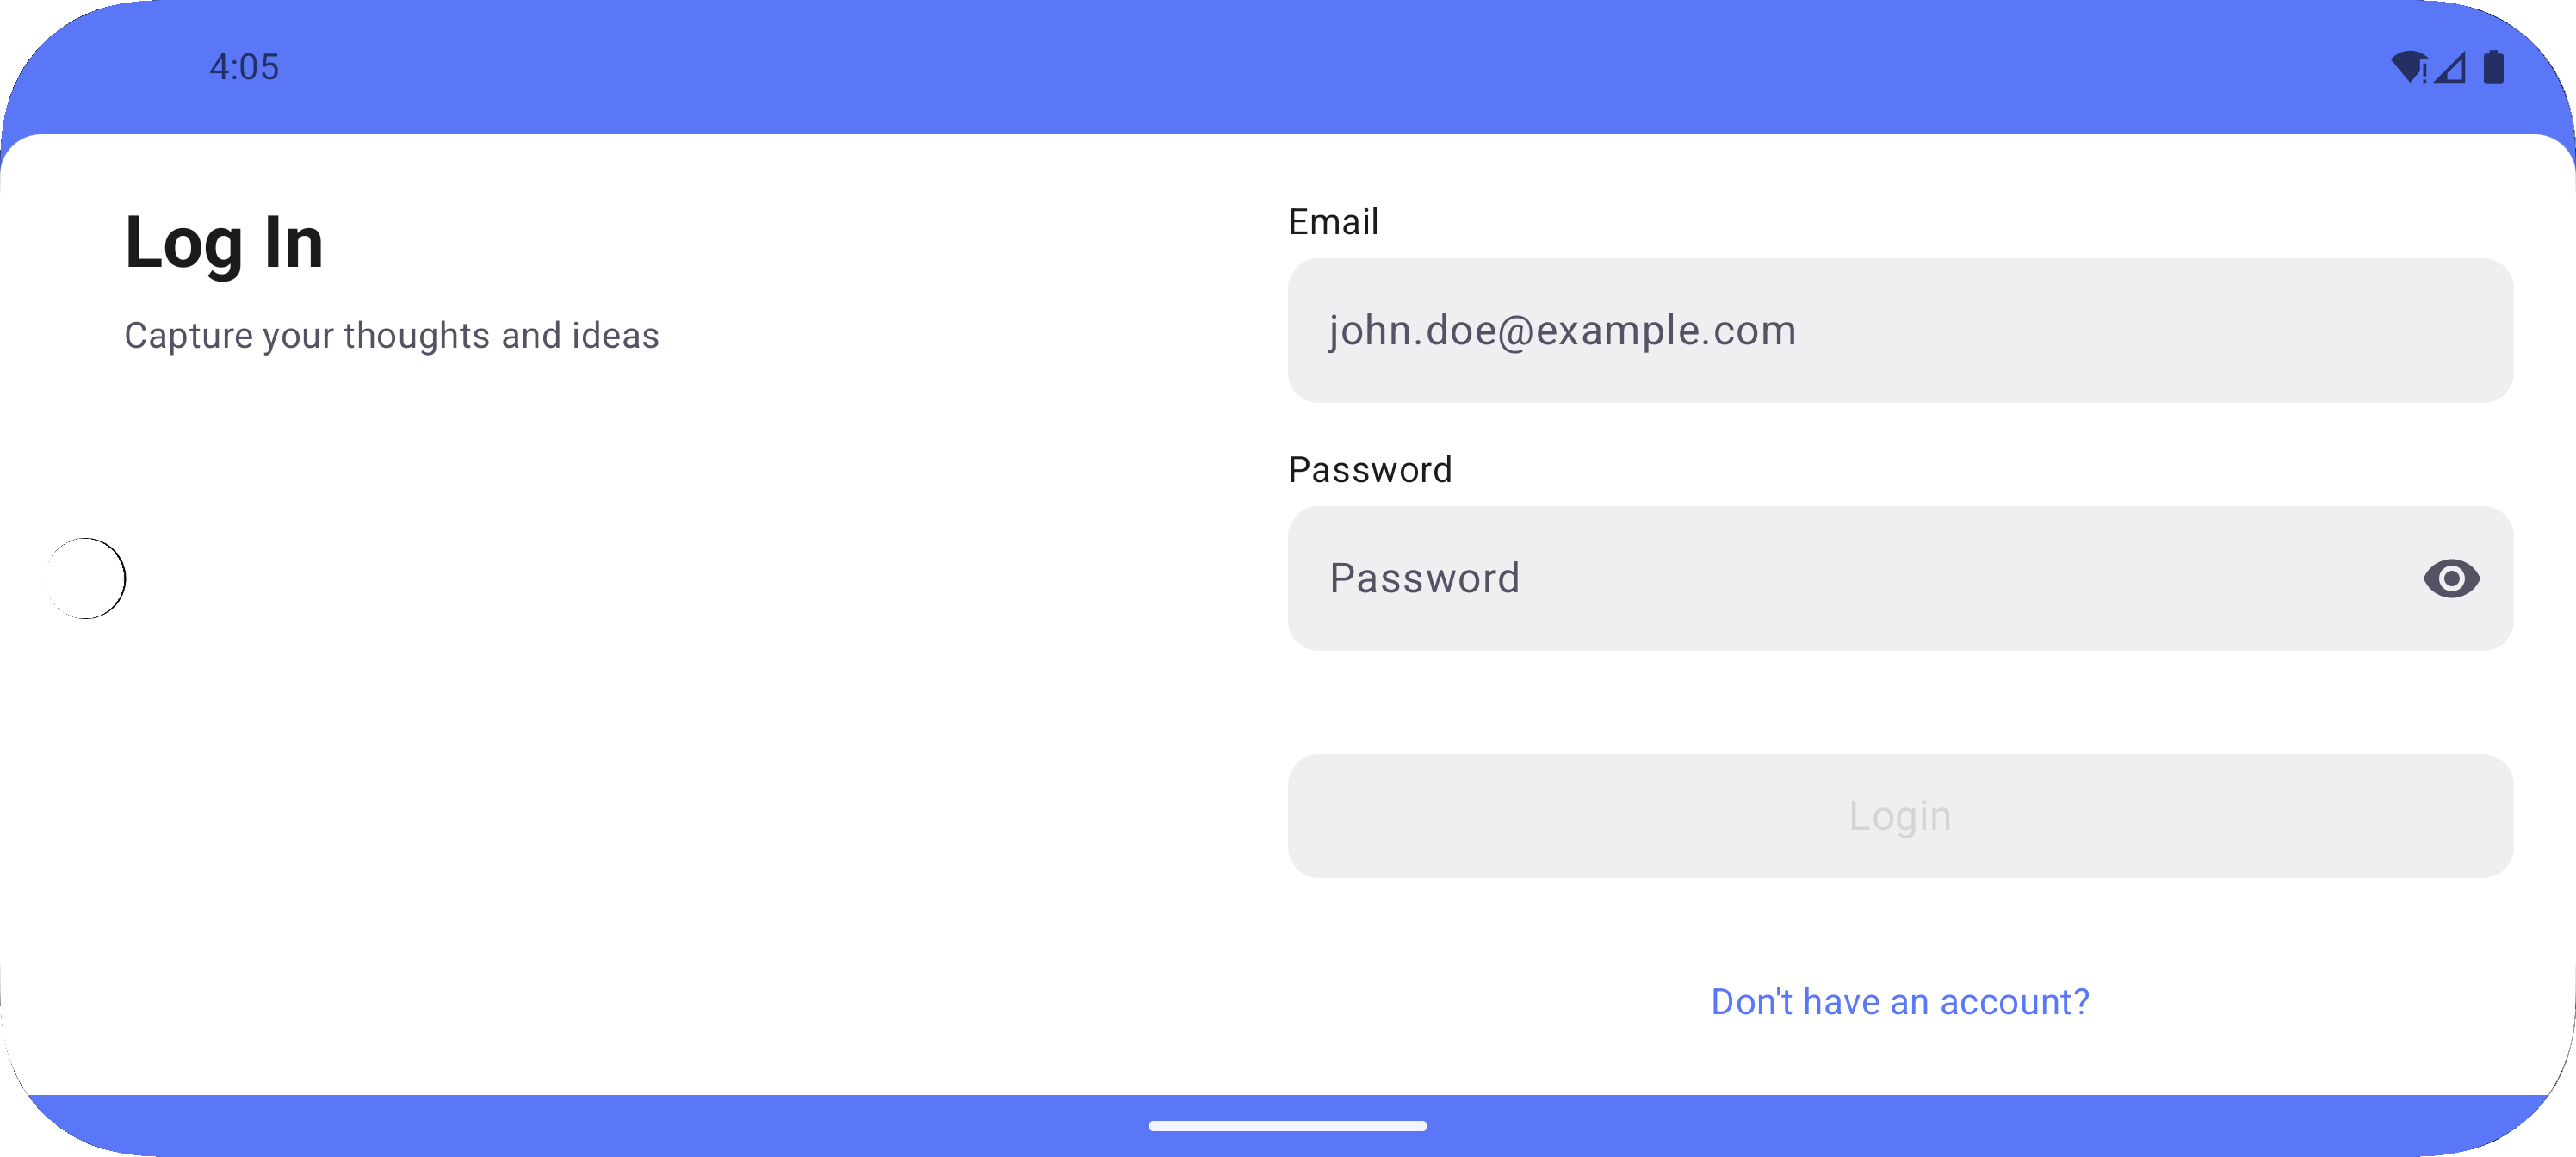 4:05
Log In
Capture your thoughts and ideas
Email
john.doe@example.com
Password
Password
Login
Don't have an account?